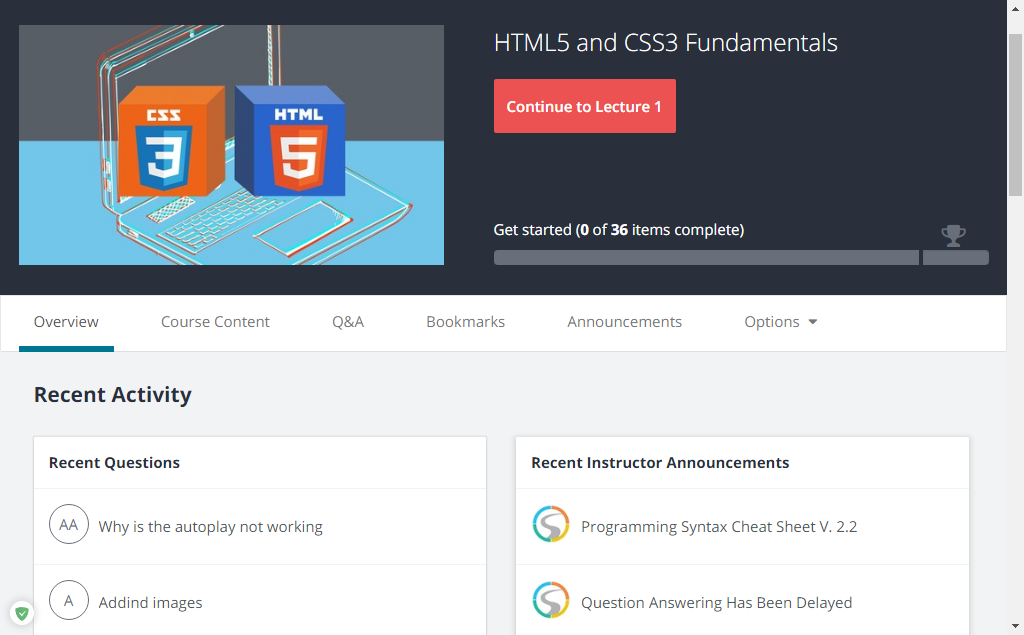 CSS
3
HTML
5
HTML5 and CSS3 Fundamentals
Continue to Lecture 1
Get started (0 of 36 items complete)
Overview
Course Content
Q&A
Bookmarks
Announcements
Options
Recent Activity
Recent Questions
AA
Why is the autoplay not working
A
Addind images
Recent Instructor Announcements
Programming Syntax Cheat Sheet V. 2.2
Question Answering Has Been Delayed